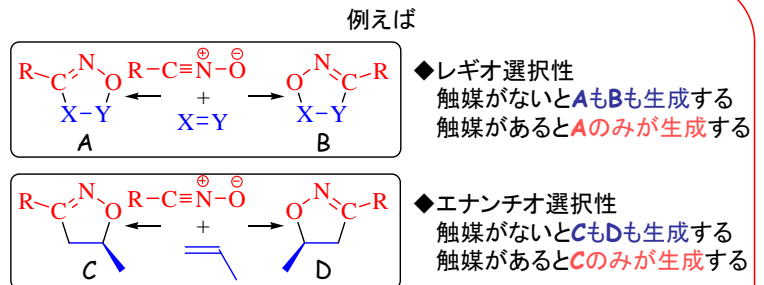 例えば
R C N O R−C≡N−O ⊕ ⊖ O N C R
X−Y + X−Y
A X=Y B
◆レギオ選択性
触媒がないとAもBも生成する
触媒があるとAのみが生成する
R C N O R−C≡N−O ⊕ ⊖ O N C R
+
C D
◆エナンチオ選択性
触媒がないとCもDも生成する
触媒があるとCのみが生成する